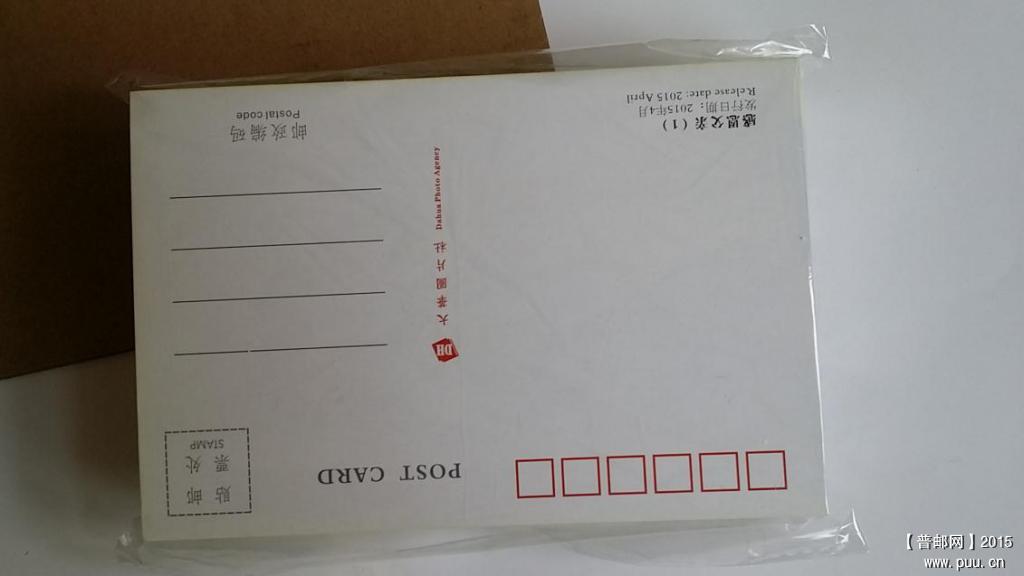 POST CARD
贴 邮
票 处
STAMP
DH 大華圖片社 Dahua Photo Agency
感恩父亲（1）
发行日期：2015年4月
Release date: 2015 April
邮政编码
Postal code
【普邮网】2015
www.puu.cn